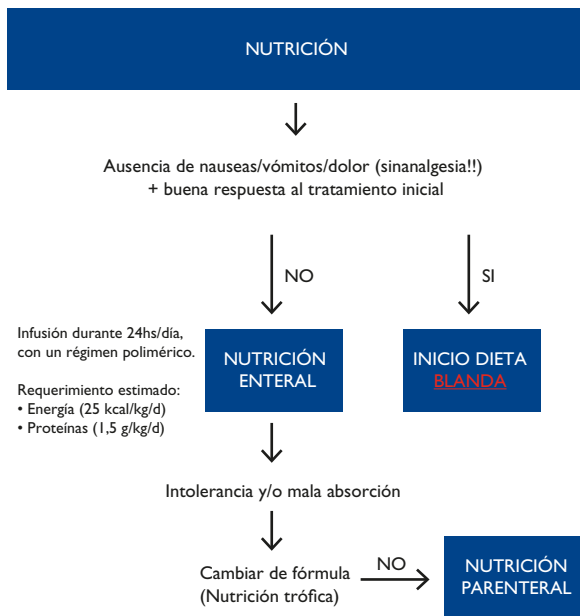 NUTRICIÓN
Ausencia de nauseas/vómitos/dolor (sinanalgesia!!)
+ buena respuesta al tratamiento inicial
NO
SI
Infusión durante 24hs/día,
con un régimen polimérico.
Requerimiento estimado:
• Energía (25 kcal/kg/d)
• Proteínas (1,5 g/kg/d)
NUTRICIÓN
ENTERAL
INICIO DIETA
BLANDA
Intolerancia y/o mala absorción
Cambiar de fórmula
(Nutrición trófica)
NO
NUTRICIÓN
PARENTERAL